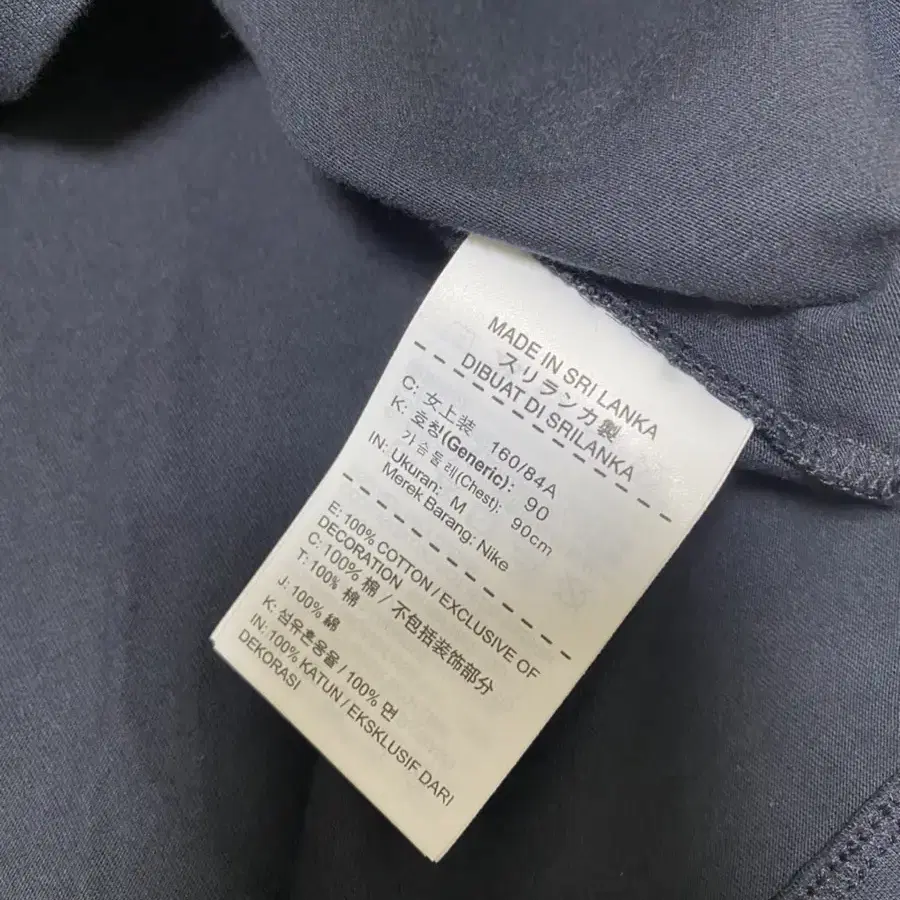 MADE IN SRI LANKA
スリランカ製
DIBUAT DI SRILANKA
C: 女上装 160/84A
K: 호칭(Generic): 90
가슴둘레(Chest): 90cm
IN: Ukuran: M
Merek Barang: Nike
E: 100% COTTON / EXCLUSIVE OF
DECORATION
C: 100% 棉 / 不包括装饰部分
T: 100% 棉
J: 100% 綿
K: 섬유혼용율 / 100% 면
IN: 100% KATUN / EKSKLUSIF DARI
DEKORASI